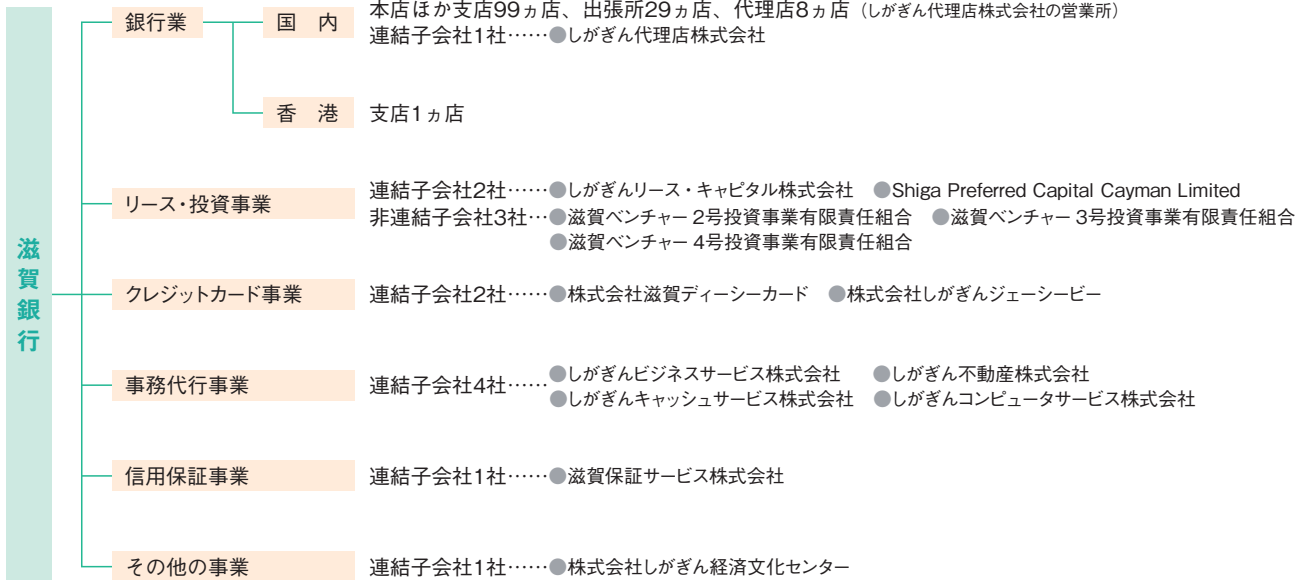 滋賀銀行
銀行業
国　内
本店ほか支店99ヵ店、出張所29ヵ店、代理店8ヵ店（しがぎん代理店株式会社の営業所）
連結子会社1社……●しがぎん代理店株式会社
香　港
支店1ヵ店
リース・投資事業
連結子会社2社……●しがぎんリース・キャピタル株式会社　●Shiga Preferred Capital Cayman Limited
非連結子会社3社…●滋賀ベンチャー2号投資事業有限責任組合　●滋賀ベンチャー3号投資事業有限責任組合
●滋賀ベンチャー4号投資事業有限責任組合
クレジットカード事業
連結子会社2社……●株式会社滋賀ディーシーカード　●株式会社しがぎんジェーシービー
事務代行事業
連結子会社4社……●しがぎんビジネスサービス株式会社　●しがぎん不動産株式会社
●しがぎんキャッシュサービス株式会社　●しがぎんコンピュータサービス株式会社
信用保証事業
連結子会社1社……●滋賀保証サービス株式会社
その他の事業
連結子会社1社……●株式会社しがぎん経済文化センター